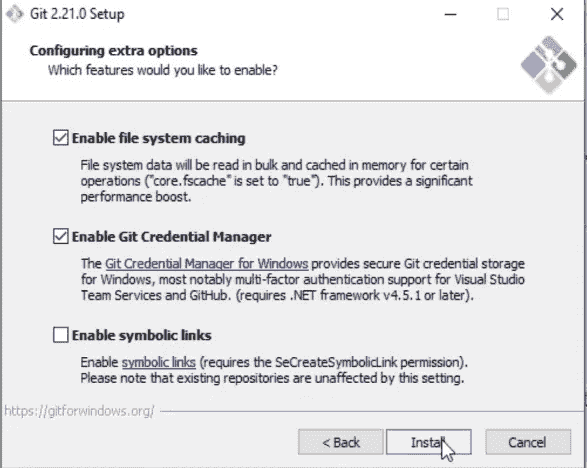 Git 2.21.0 Setup
Configuring extra options
Which features would you like to enable?
Enable file system caching
File system data will be read in bulk and cached in memory for certain
operations ("core.fscache" is set to "true"). This provides a significant
performance boost.
Enable Git Credential Manager
The Git Credential Manager for Windows provides secure Git credential storage
for Windows, most notably multi-factor authentication support for Visual Studio
Team Services and GitHub. (requires .NET framework v4.5.1 or later).
Enable symbolic links
Enable symbolic links (requires the SeCreateSymbolicLink permission).
Please note that existing repositories are unaffected by this setting.
https://gitforwindows.org/
< Back Install Cancel